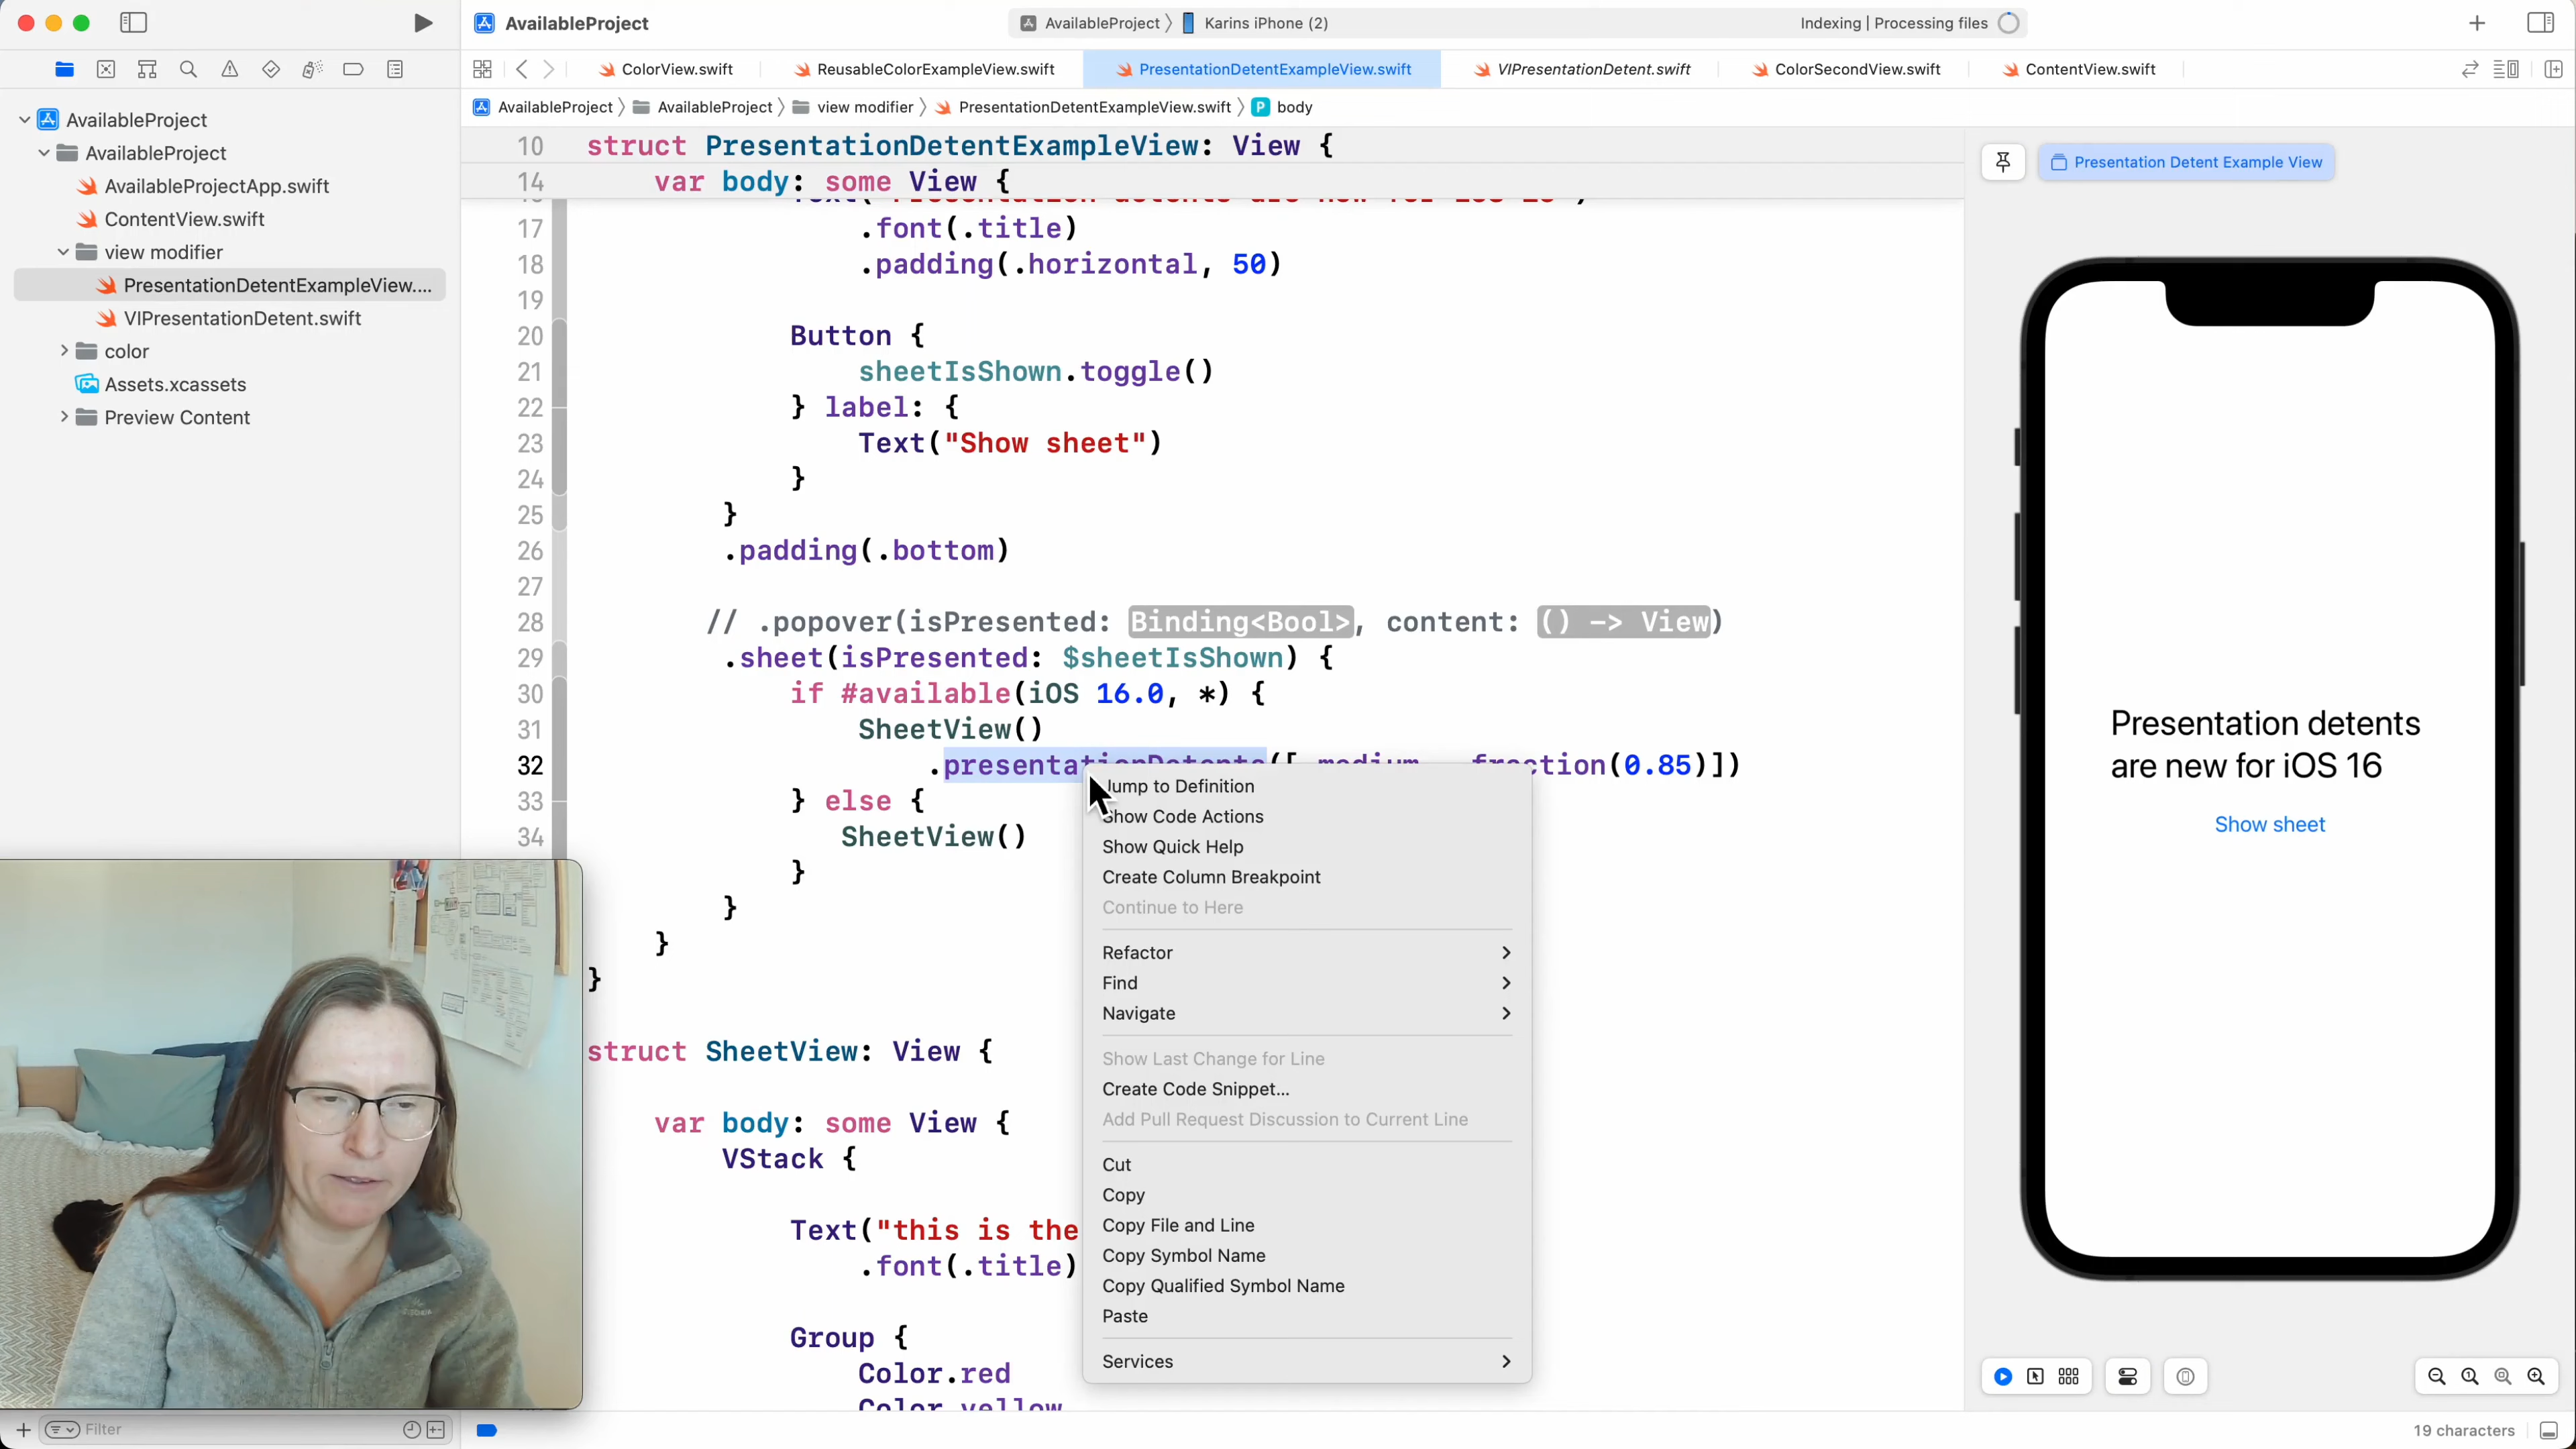 AvailableProject
AvailableProject
Karins iPhone (2)
Indexing | Processing files
ColorView.swift
ReusableColorExampleView.swift
PresentationDetentExampleView.swift
VIPresentationDetent.swift
ColorSecondView.swift
ContentView.swift
AvailableProject
AvailableProject
view modifier
PresentationDetentExampleView.swift
P
body
AvailableProject
AvailableProject
AvailableProjectApp.swift
ContentView.swift
view modifier
PresentationDetentExampleView....
VIPresentationDetent.swift
color
Assets.xcassets
Preview Content
10 struct PresentationDetentExampleView: View {
14 var body: some View {
17 .font(.title)
18 .padding(.horizontal, 50)
19
20 Button {
21 sheetIsShown.toggle()
22 } label: {
23 Text("Show sheet")
24 }
25 }
26 .padding(.bottom)
27
28 // .popover(isPresented: Binding<Bool>, content: () -> View)
29 .sheet(isPresented: $sheetIsShown) {
30 if #available(iOS 16.0, *) {
31 SheetView()
32 .presentationDetents([.medium, .fraction(0.85)])
33 } else {
34 SheetView()
}
}
}
}
struct SheetView: View {
var body: some View {
VStack {
Text("this is the
.font(.title)
Group {
Color.red
Color.yellow
Jump to Definition
Show Code Actions
Show Quick Help
Create Column Breakpoint
Continue to Here
Refactor
Find
Navigate
Show Last Change for Line
Create Code Snippet...
Add Pull Request Discussion to Current Line
Cut
Copy
Copy File and Line
Copy Symbol Name
Copy Qualified Symbol Name
Paste
Services
Presentation Detent Example View
Presentation detents
are new for iOS 16
Show sheet
Filter
19 characters